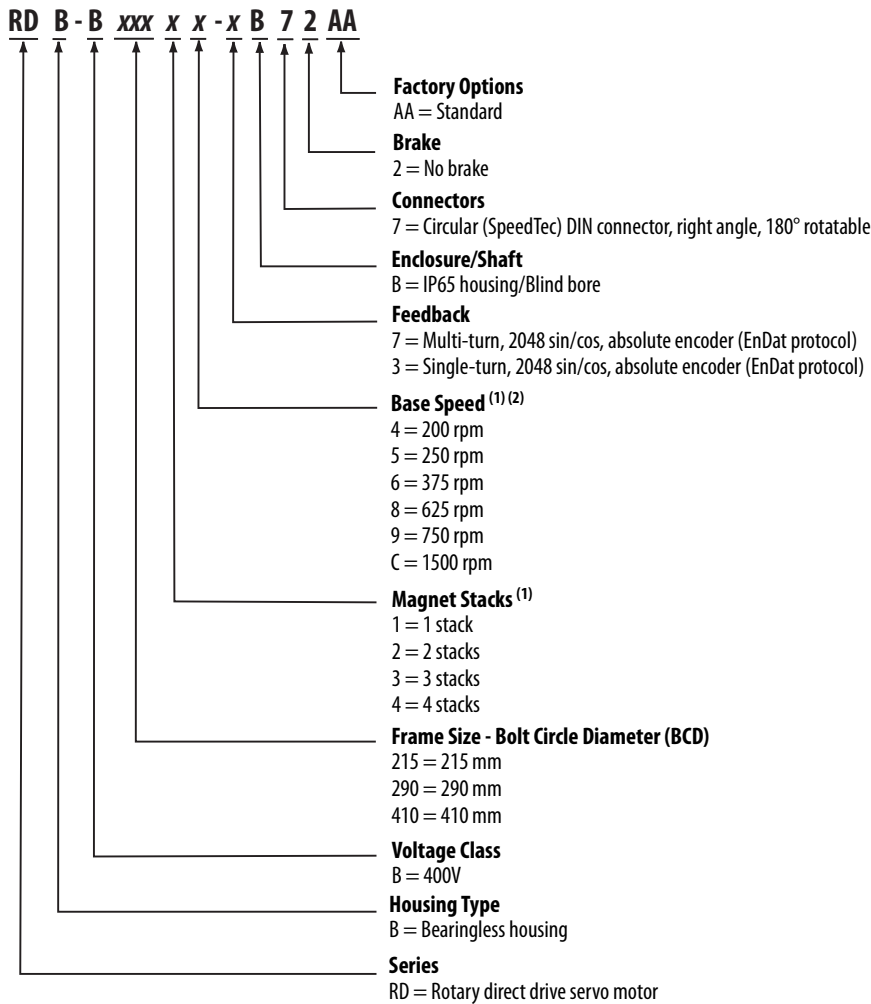 RD B - B xxx x x - x B 7 2 AA
Factory Options
AA = Standard
Brake
2 = No brake
Connectors
7 = Circular (SpeedTec) DIN connector, right angle, 180° rotatable
Enclosure/Shaft
B = IP65 housing/Blind bore
Feedback
7 = Multi-turn, 2048 sin/cos, absolute encoder (EnDat protocol)
3 = Single-turn, 2048 sin/cos, absolute encoder (EnDat protocol)
Base Speed (1) (2)
4 = 200 rpm
5 = 250 rpm
6 = 375 rpm
8 = 625 rpm
9 = 750 rpm
C = 1500 rpm
Magnet Stacks (1)
1 = 1 stack
2 = 2 stacks
3 = 3 stacks
4 = 4 stacks
Frame Size - Bolt Circle Diameter (BCD)
215 = 215 mm
290 = 290 mm
410 = 410 mm
Voltage Class
B = 400V
Housing Type
B = Bearingless housing
Series
RD = Rotary direct drive servo motor